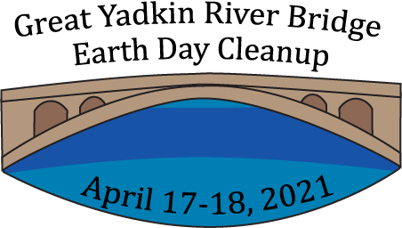 Great Yadkin River Bridge
Earth Day Cleanup
April 17-18, 2021